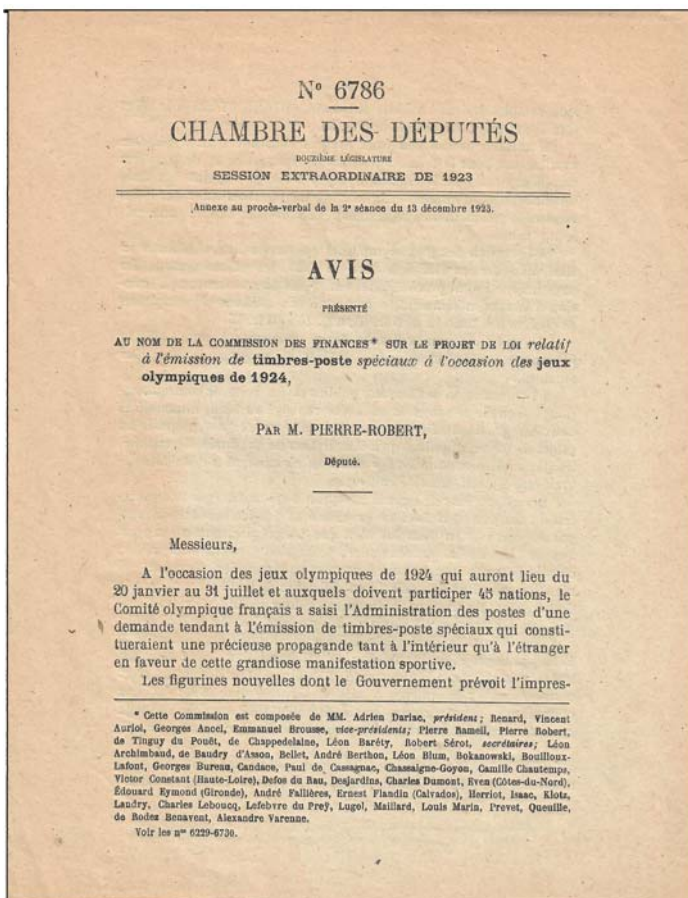 N° 6786
CHAMBRE DES DÉPUTÉS
DOUZIÈME LÉGISLATURE
SESSION EXTRAORDINAIRE DE 1923
Annexe au procès-verbal de la 2e séance du 13 décembre 1923.
AVIS
PRÉSENTÉ
AU NOM DE LA COMMISSION DES FINANCES* SUR LE PROJET DE LOI relatif
à l'émission de timbres-poste spéciaux à l'occasion des jeux
olympiques de 1924,
PAR M. PIERRE-ROBERT,
Député.
Messieurs,
A l'occasion des jeux olympiques de 1924 qui auront lieu du
20 janvier au 31 juillet et auxquels doivent participer 45 nations, le
Comité olympique français a saisi l'Administration des postes d'une
demande tendant à l'émission de timbres-poste spéciaux qui consti-
tueraient une précieuse propagande tant à l'intérieur qu'à l'étranger
en faveur de cette grandiose manifestation sportive.
Les figurines nouvelles dont le Gouvernement prévoit l'impres-
* Cette Commission est composée de MM. Adrien Dariac, président; Renard, Vincent
Auriol, Georges Ancel, Emmanuel Brousse, vice-présidents; Pierre Rameil, Pierre Robert,
de Tinguy du Pouët, de Chappedelaine, Léon Baréty, Robert Sérot, secrétaires; Léon
Archimbaud, de Baudry d'Asson, Bellet, André Berthon, Léon Blum, Bokanowski, Bouilloux-
Lafont, Georges Bureau, Candace, Paul de Cassagnac, Chassaigne-Goyon, Camille Chautemps,
Victor Constant (Haute-Loire), Defos du Rau, Desjardins, Charles Dumont, Even (Côtes-du-Nord),
Édouard Eymond (Gironde), André Fallières, Ernest Flandin (Calvados), Herriot, Isaac, Klotz,
Landry, Charles Leboucq, Lefebvre du Preÿ, Lugol, Maillard, Louis Marin, Prevet, Queuille,
de Rodez Benavent, Alexandre Varenne.
Voir les nos 6229-6730.